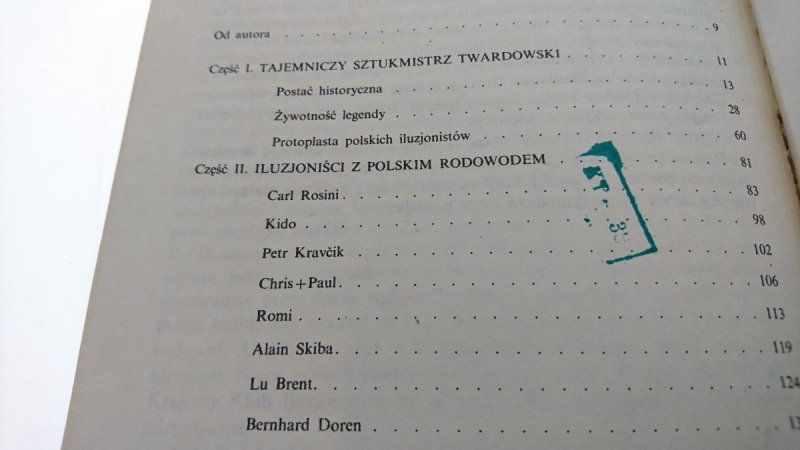 Od autora . . . . . . . . . . . . . . . . . . . . 9
Część I. TAJEMNICZY SZTUKMISTRZ TWARDOWSKI . . . . . . . . 11
Postać historyczna . . . . . . . . . . . . . . . . 13
Żywotność legendy . . . . . . . . . . . . . . . . 28
Protoplasta polskich iluzjonistów . . . . . . . . . . . . 60
Część II. ILUZJONIŚCI Z POLSKIM RODOWODEM . . . . . . . . 81
Carl Rosini . . . . . . . . . . . . . . . . . . 83
Kido . . . . . . . . . . . . . . . . . . . . 98
Petr Kravčik . . . . . . . . . . . . . . . . . . 102
Chris+Paul . . . . . . . . . . . . . . . . . . 106
Romi . . . . . . . . . . . . . . . . . . . . 113
Alain Skiba . . . . . . . . . . . . . . . . . . 119
Lu Brent . . . . . . . . . . . . . . . . . . . 124
Bernhard Doren . . . . . . . . . . . . . . . .